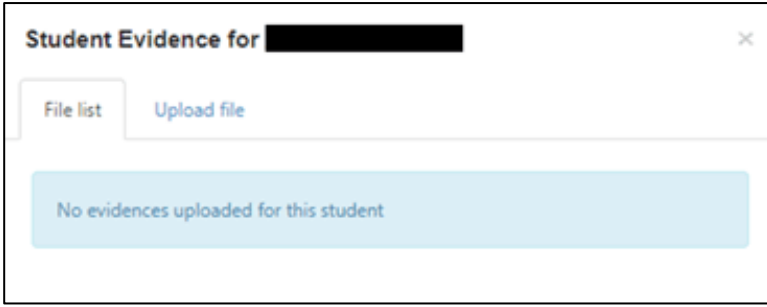 Student Evidence for
×
File list
Upload file
No evidences uploaded for this student